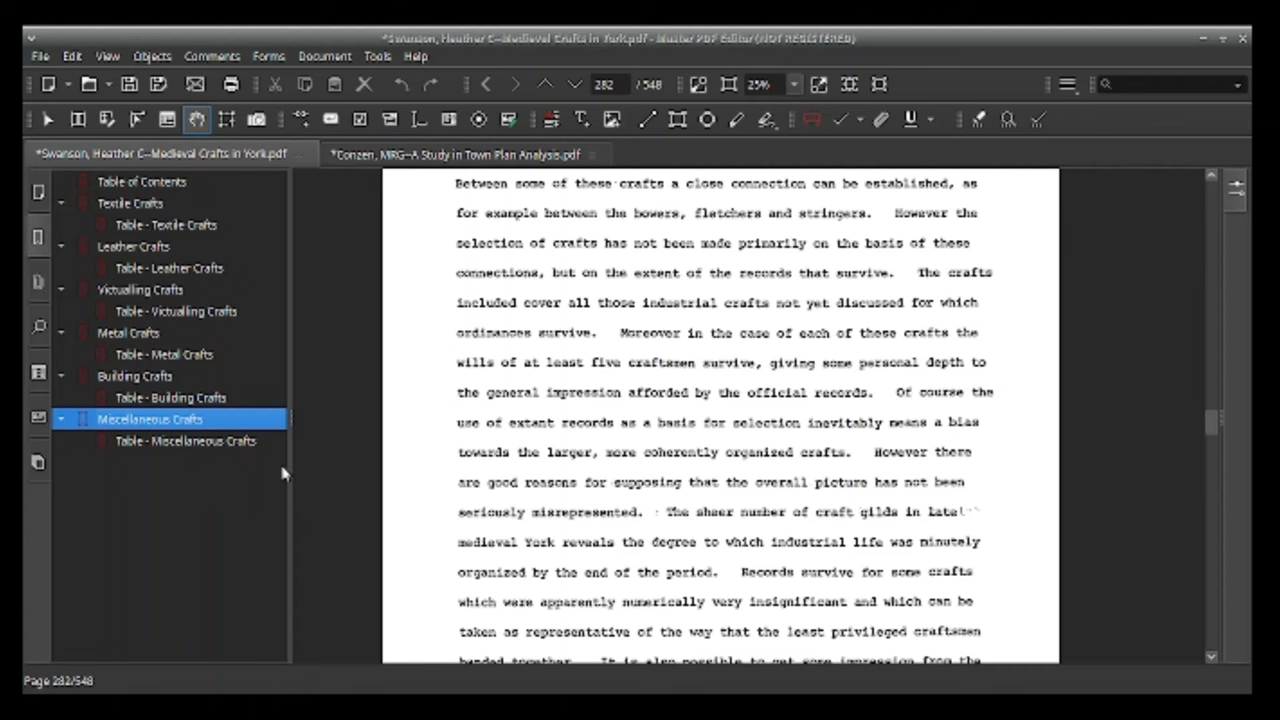 *Swanson, Heather C--Medieval Crafts in York.pdf - Master PDF Editor (NOT REGISTERED)
File Edit View Objects Comments Forms Document Tools Help
282 / 548 25%
*Swanson, Heather C--Medieval Crafts in York.pdf *Conzen, MRG--A Study in Town Plan Analysis.pdf
Table of Contents
Textile Crafts
Table - Textile Crafts
Leather Crafts
Table - Leather Crafts
Victualling Crafts
Table - Victualling Crafts
Metal Crafts
Table - Metal Crafts
Building Crafts
Table - Building Crafts
Miscellaneous Crafts
Table - Miscellaneous Crafts
Between some of these crafts a close connection can be established, as
for example between the bowers, fletchers and stringers. However the
selection of crafts has not been made primarily on the basis of these
connections, but on the extent of the records that survive. The crafts
included cover all those industrial crafts not yet discussed for which
ordinances survive. Moreover in the case of each of these crafts the
wills of at least five craftsmen survive, giving some personal depth to
the general impression afforded by the official records. Of course the
use of extant records as a basis for selection inevitably means a bias
towards the larger, more coherently organized crafts. However there
are good reasons for supposing that the overall picture has not been
seriously misrepresented. The sheer number of craft gilds in late
medieval York reveals the degree to which industrial life was minutely
organized by the end of the period. Records survive for some crafts
which were apparently numerically very insignificant and which can be
taken as representative of the way that the least privileged craftsmen
banded together. It is also possible to get some impression from the
Page 282/548